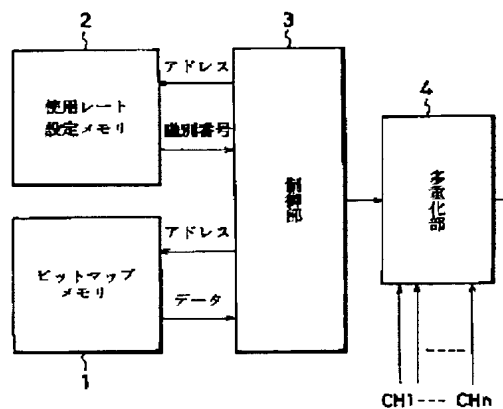 2
使用レート
設定メモリ
アドレス
識別番号
3
制御部
4
多重化部
アドレス
データ
ビットマップ
メモリ
1
CH1---CHn